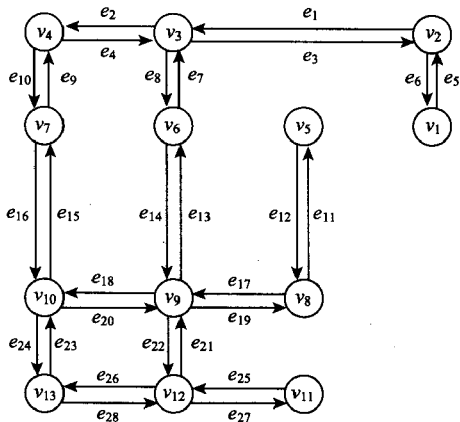 e2 e1
v4 v3 v2
e4 e3
e10 e9 e8 e7 e6 e5
v7 v6 v5 v1
e16 e15 e14 e13 e12 e11
e18 e17
v10 v9 v8
e20 e19
e24 e23 e22 e21
e26 e25
v13 v12 v11
e28 e27